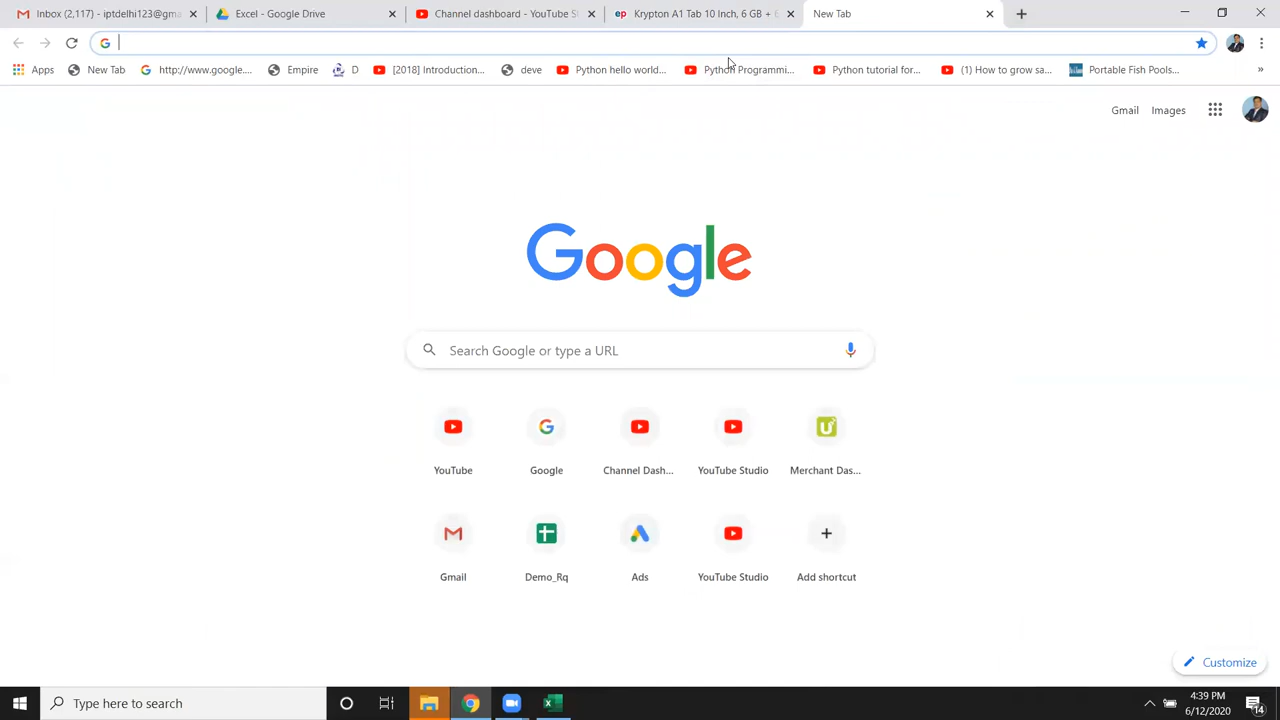 Inbox (2,117) - iptdelhi123@gm
Excel - Google Drive
Channel dashboard - YouTube S
Krypton A1 Tab 10 Inch, 6 GB + 6
New Tab
Apps
New Tab
http://www.google....
Empire
D
[2018] Introduction...
deve
Python hello world...
Python Programmi...
Python tutorial for...
(1) How to grow sa...
Portable Fish Pools...
»
Gmail
Images
Google
Search Google or type a URL
YouTube
Google
Channel Dash...
YouTube Studio
Merchant Das...
Gmail
Demo_Rq
Ads
YouTube Studio
Add shortcut
Customize
Type here to search
4:39 PM
6/12/2020
14